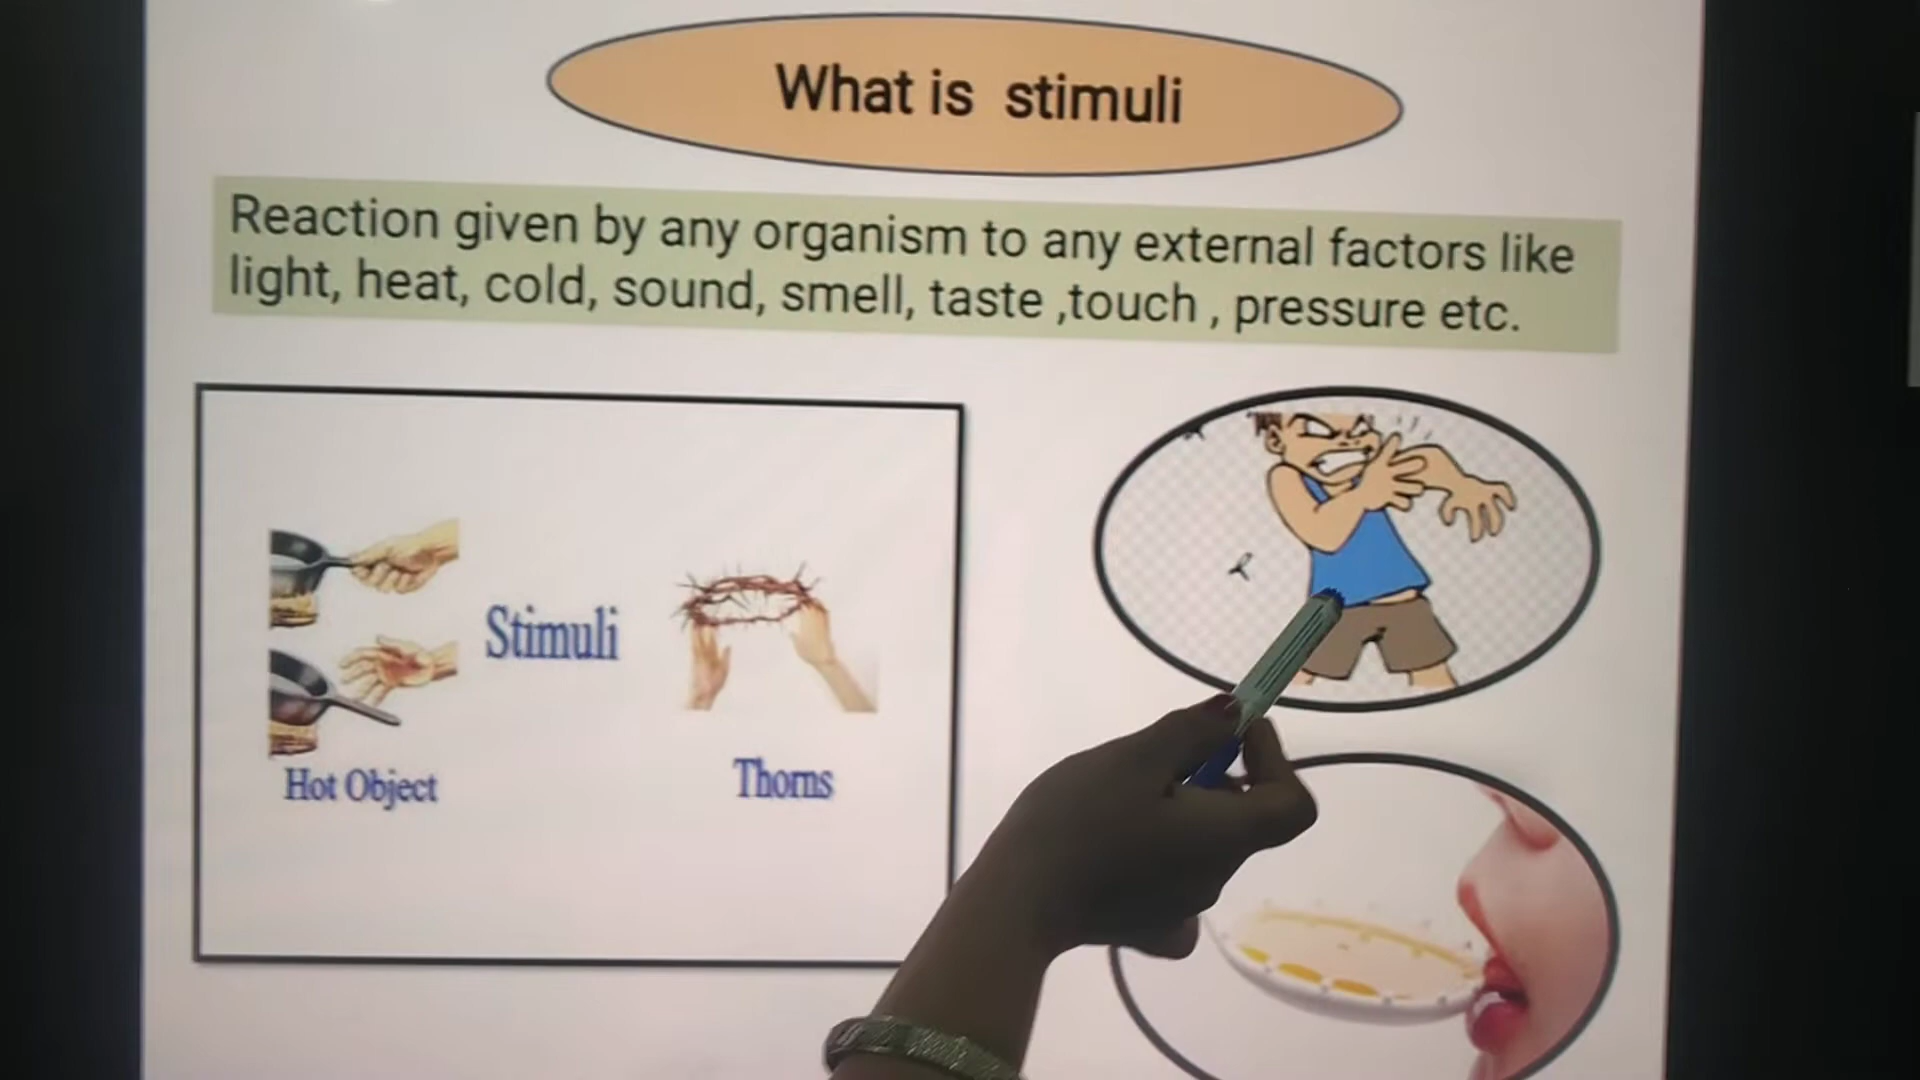 What is stimuli
Reaction given by any organism to any external factors like
light, heat, cold, sound, smell, taste ,touch , pressure etc.
Stimuli
Hot Object
Thorns